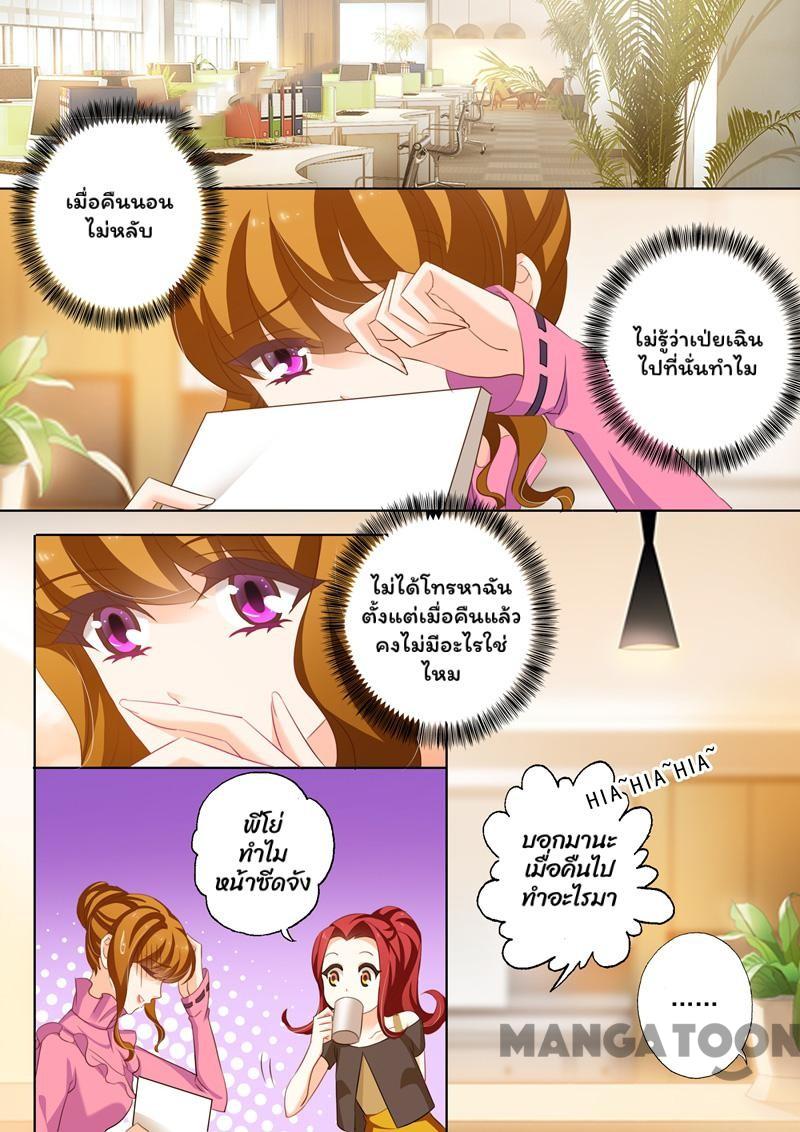 เมื่อคืนนอน
ไม่หลับ
ไม่รู้ว่าเป่ยเฉิน
ไปที่นั่นทำไม
ไม่ได้โทรหาฉัน
ตั้งแต่เมื่อคืนแล้ว
คงไม่มีอะไรใช่
ไหม
HIA~HIA~HIA~
บอกมานะ
เมื่อคืนไป
ทำอะไรมา
พี่โย่
ทำไม
หน้าซีดจัง
......
MANGATOON